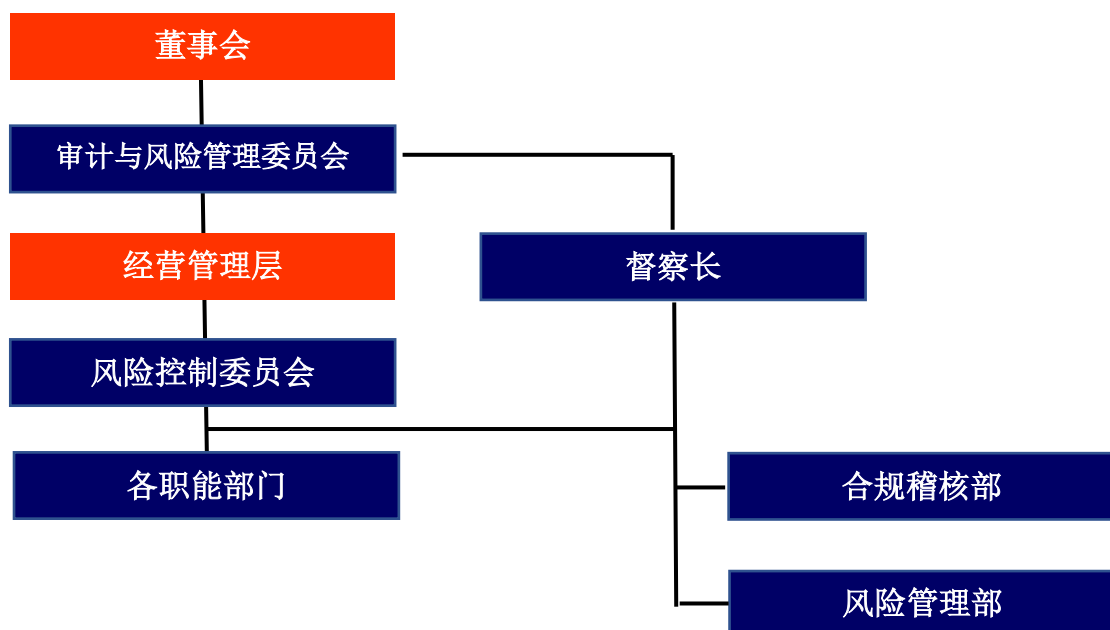 董事会
审计与风险管理委员会
经营管理层
督察长
风险控制委员会
各职能部门
合规稽核部
风险管理部